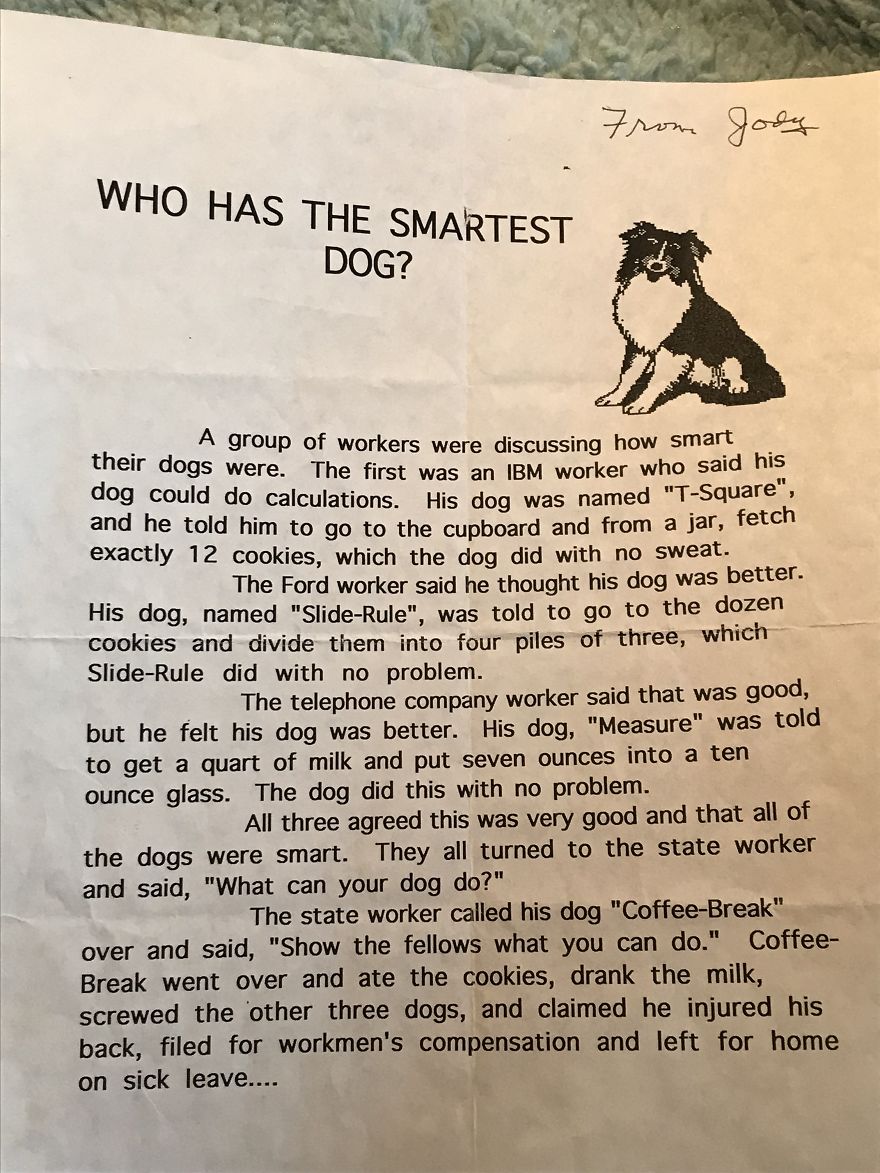 From Jody
WHO HAS THE SMARTEST
DOG?
A group of workers were discussing how smart
their dogs were. The first was an IBM worker who said his
dog could do calculations. His dog was named "T-Square",
and he told him to go to the cupboard and from a jar, fetch
exactly 12 cookies, which the dog did with no sweat.
The Ford worker said he thought his dog was better.
His dog, named "Slide-Rule", was told to go to the dozen
cookies and divide them into four piles of three, which
Slide-Rule did with no problem.
The telephone company worker said that was good,
but he felt his dog was better. His dog, "Measure" was told
to get a quart of milk and put seven ounces into a ten
ounce glass. The dog did this with no problem.
All three agreed this was very good and that all of
the dogs were smart. They all turned to the state worker
and said, "What can your dog do?"
The state worker called his dog "Coffee-Break"
over and said, "Show the fellows what you can do." Coffee-
Break went over and ate the cookies, drank the milk,
screwed the other three dogs, and claimed he injured his
back, filed for workmen's compensation and left for home
on sick leave....